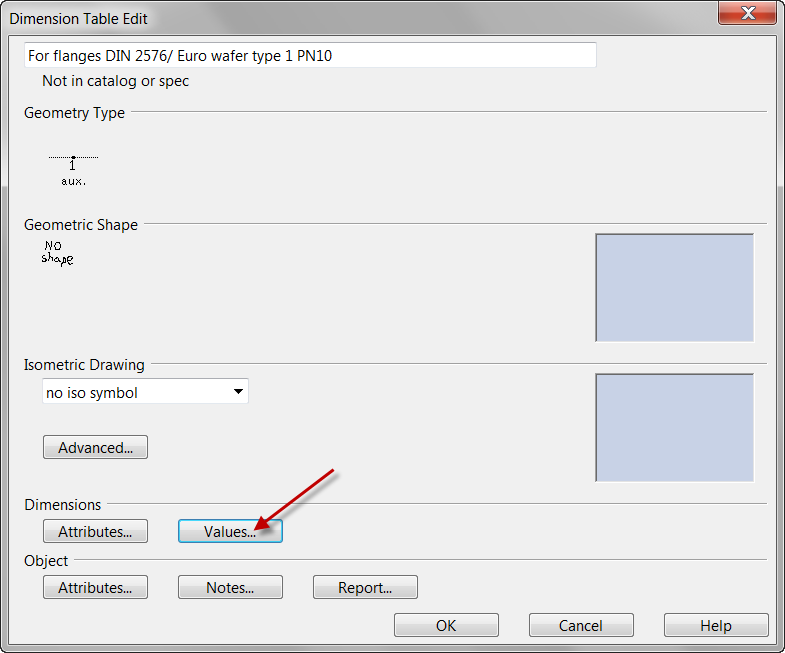 Dimension Table Edit
For flanges DIN 2576/ Euro wafer type 1 PN10
Not in catalog or spec
Geometry Type
1
aux.
Geometric Shape
NO
shape
Isometric Drawing
no iso symbol
Advanced...
Dimensions
Attributes... Values...
Object
Attributes... Notes... Report...
OK Cancel Help